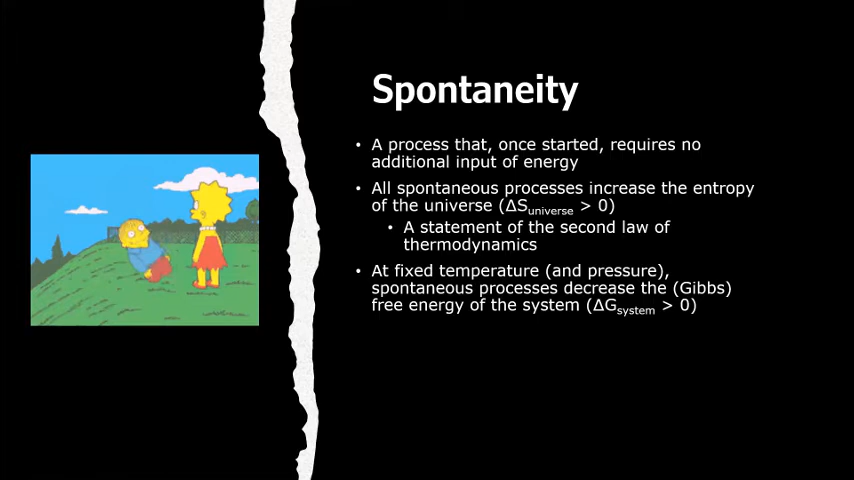 Spontaneity
• A process that, once started, requires no
additional input of energy
• All spontaneous processes increase the entropy
of the universe (ΔSuniverse > 0)
• A statement of the second law of
thermodynamics
• At fixed temperature (and pressure),
spontaneous processes decrease the (Gibbs)
free energy of the system (ΔGsystem > 0)